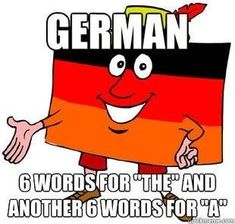 GERMAN
6 WORDS FOR "THE" AND
ANOTHER 6 WORDS FOR "A"